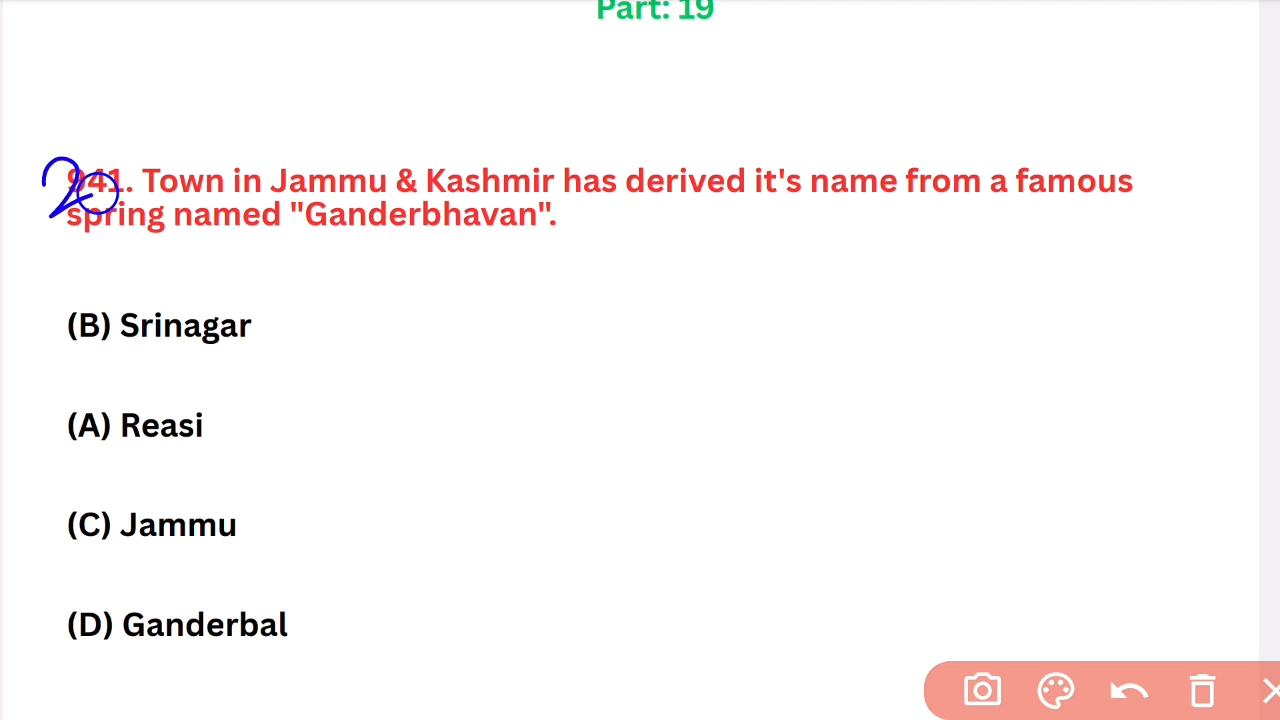 Part: 19
20
941. Town in Jammu & Kashmir has derived it's name from a famous
spring named "Ganderbhavan".
(B) Srinagar
(A) Reasi
(C) Jammu
(D) Ganderbal